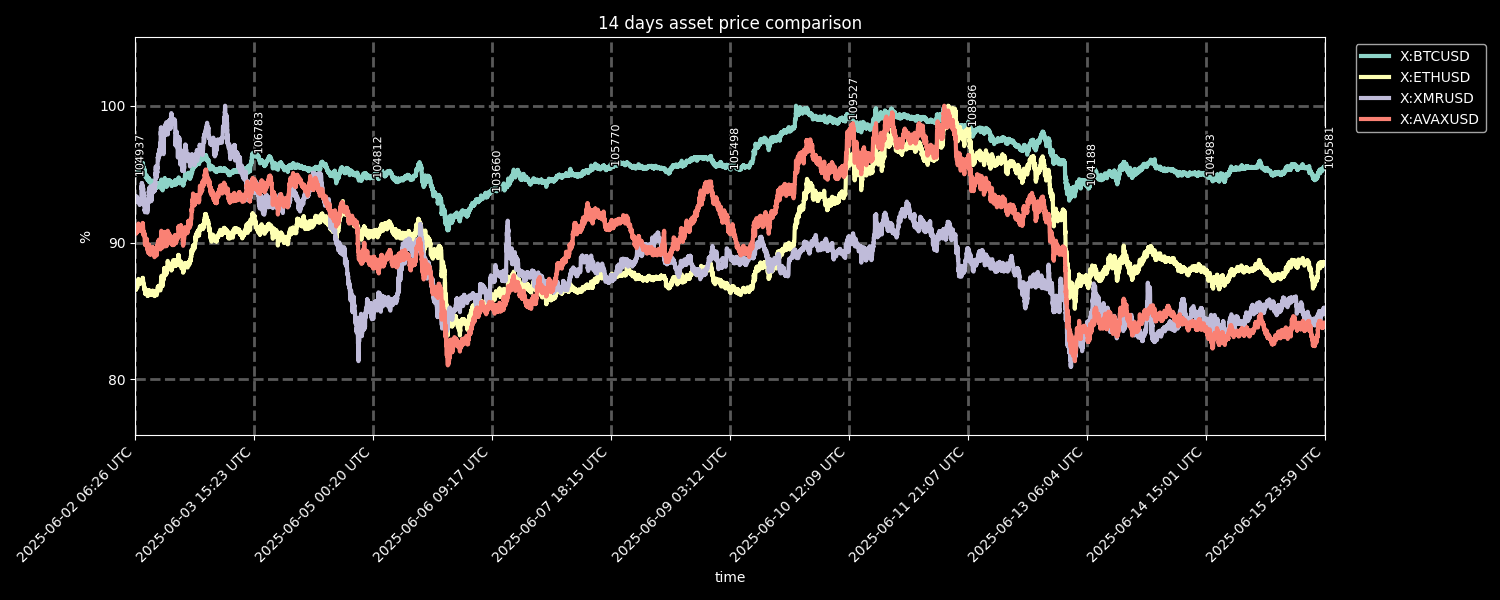 14 days asset price comparison
X:BTCUSD
X:ETHUSD
X:XMRUSD
X:AVAXUSD
100
90
80
%
104937
106783
104812
103660
105770
105498
109527
108986
104188
104983
105581
2025-06-02 06:26 UTC
2025-06-03 15:23 UTC
2025-06-05 00:20 UTC
2025-06-06 09:17 UTC
2025-06-07 18:15 UTC
2025-06-09 03:12 UTC
2025-06-10 12:09 UTC
2025-06-11 21:07 UTC
2025-06-13 06:04 UTC
2025-06-14 15:01 UTC
2025-06-15 23:59 UTC
time